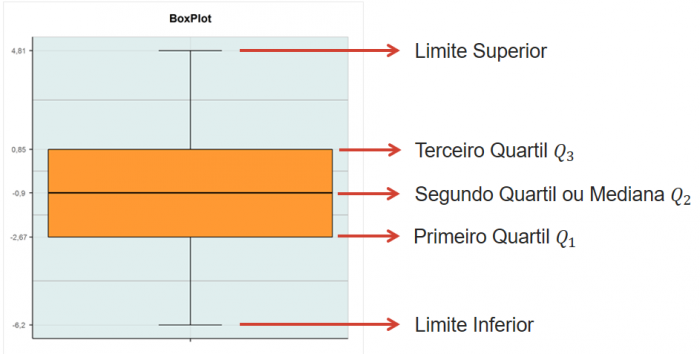 BoxPlot
4,81
Limite Superior
0,85
Terceiro Quartil Q₃
-0,9
Segundo Quartil ou Mediana Q₂
-2,67
Primeiro Quartil Q₁
-6,2
Limite Inferior